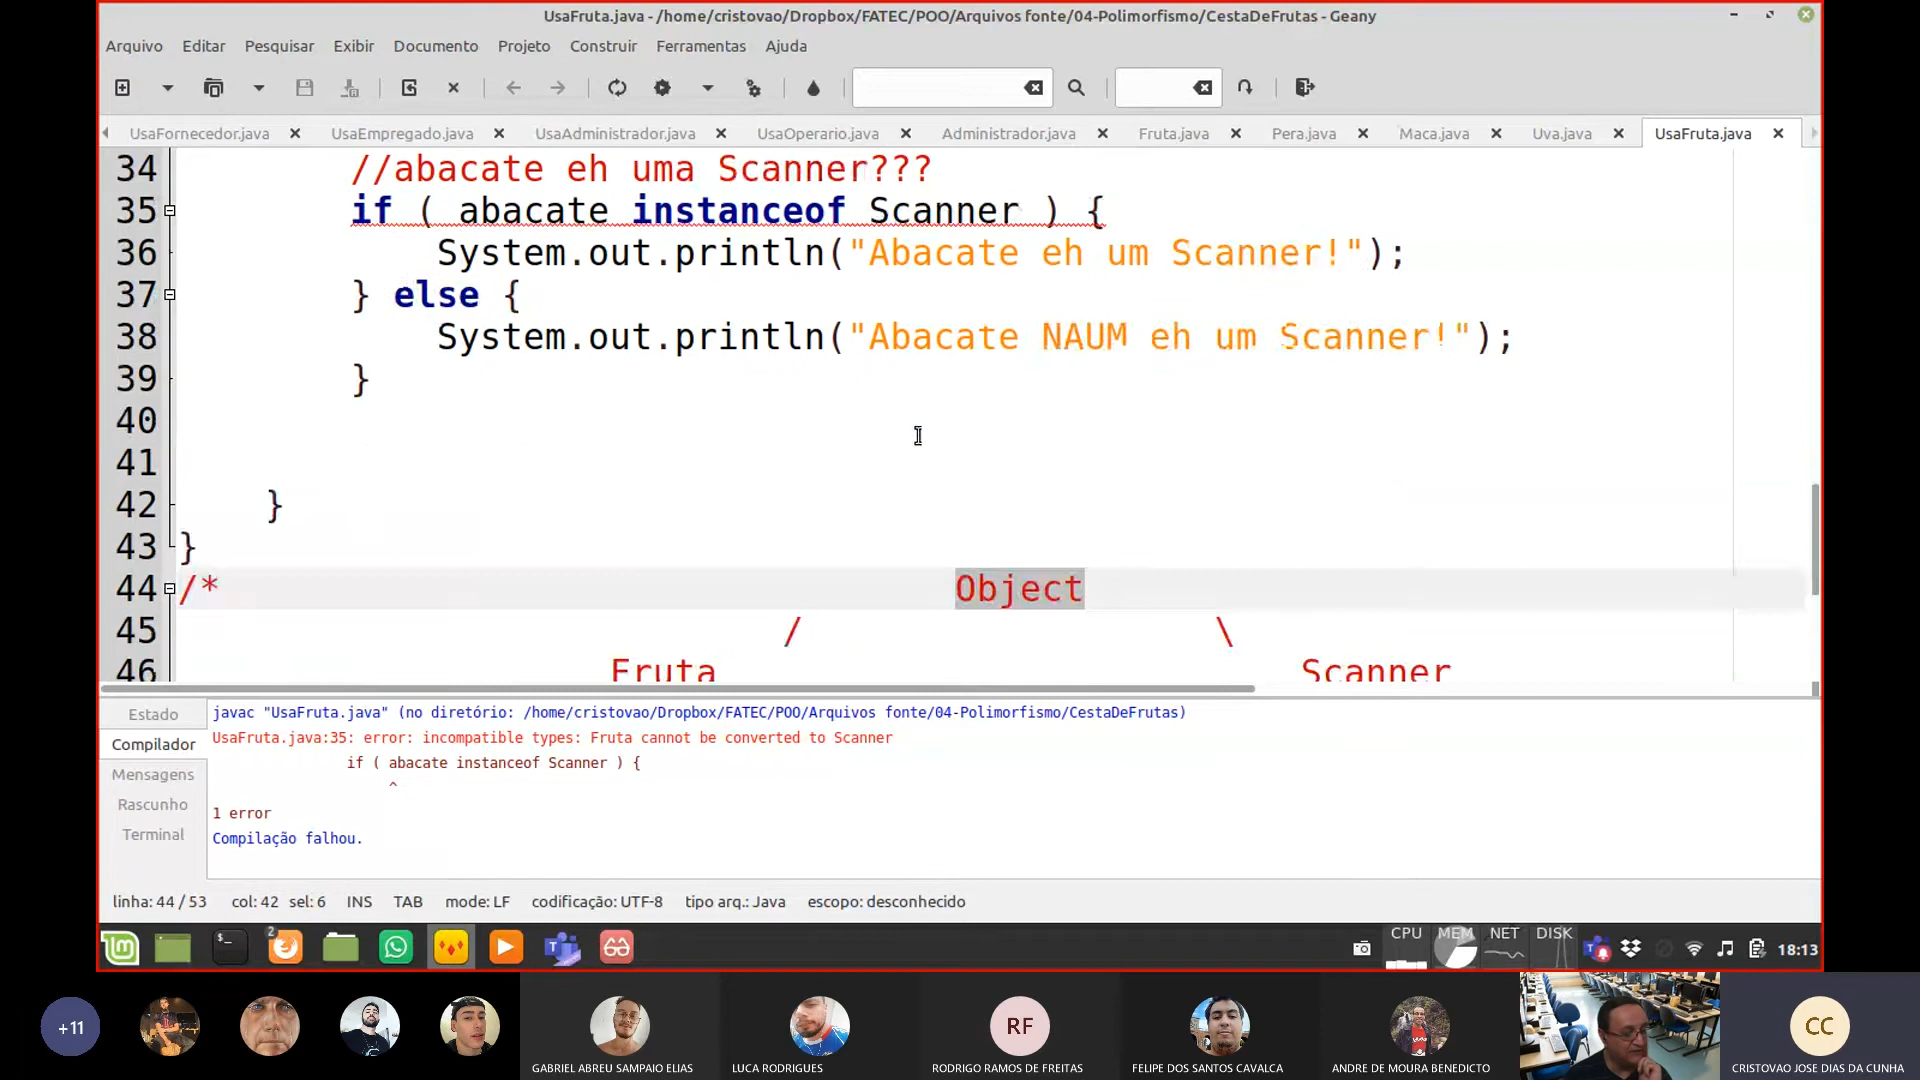 UsaFruta.java - /home/cristovao/Dropbox/FATEC/POO/Arquivos fonte/04-Polimorfismo/CestaDeFrutas - Geany
Arquivo Editar Pesquisar Exibir Documento Projeto Construir Ferramentas Ajuda
UsaFornecedor.java UsaEmpregado.java UsaAdministrador.java UsaOperario.java Administrador.java Fruta.java Pera.java Maca.java Uva.java UsaFruta.java
34 //abacate eh uma Scanner???
35 if ( abacate instanceof Scanner ) {
36 System.out.println("Abacate eh um Scanner!");
37 } else {
38 System.out.println("Abacate NAUM eh um Scanner!");
39 }
40
41
42 }
43 }
44 /* Object
45 / \
46 Fruta Scanner
Estado
Compilador
Mensagens
Rascunho
Terminal
javac "UsaFruta.java" (no diretório: /home/cristovao/Dropbox/FATEC/POO/Arquivos fonte/04-Polimorfismo/CestaDeFrutas)
UsaFruta.java:35: error: incompatible types: Fruta cannot be converted to Scanner
if ( abacate instanceof Scanner ) {
^
1 error
Compilação falhou.
linha: 44 / 53 col: 42 sel: 6 INS TAB mode: LF codificação: UTF-8 tipo arq.: Java escopo: desconhecido
2 CPU MEM NET DISK 18:13
+11 RF CC
GABRIEL ABREU SAMPAIO ELIAS LUCA RODRIGUES RODRIGO RAMOS DE FREITAS FELIPE DOS SANTOS CAVALCA ANDRE DE MOURA BENEDICTO CRISTOVAO JOSE DIAS DA CUNHA